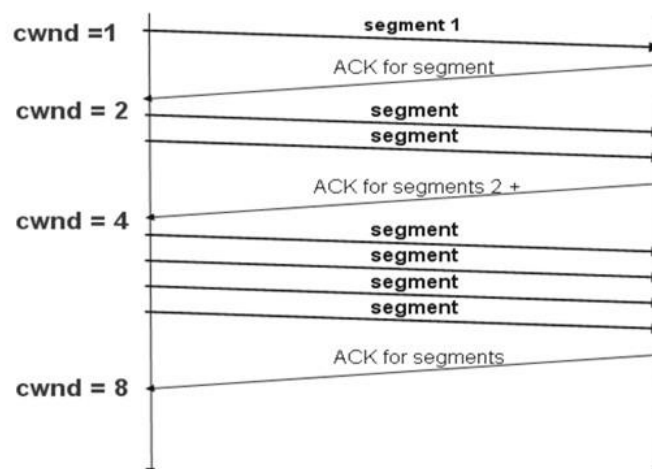 cwnd =1
segment 1
ACK for segment
cwnd = 2
segment
segment
ACK for segments 2 +
cwnd = 4
segment
segment
segment
segment
ACK for segments
cwnd = 8